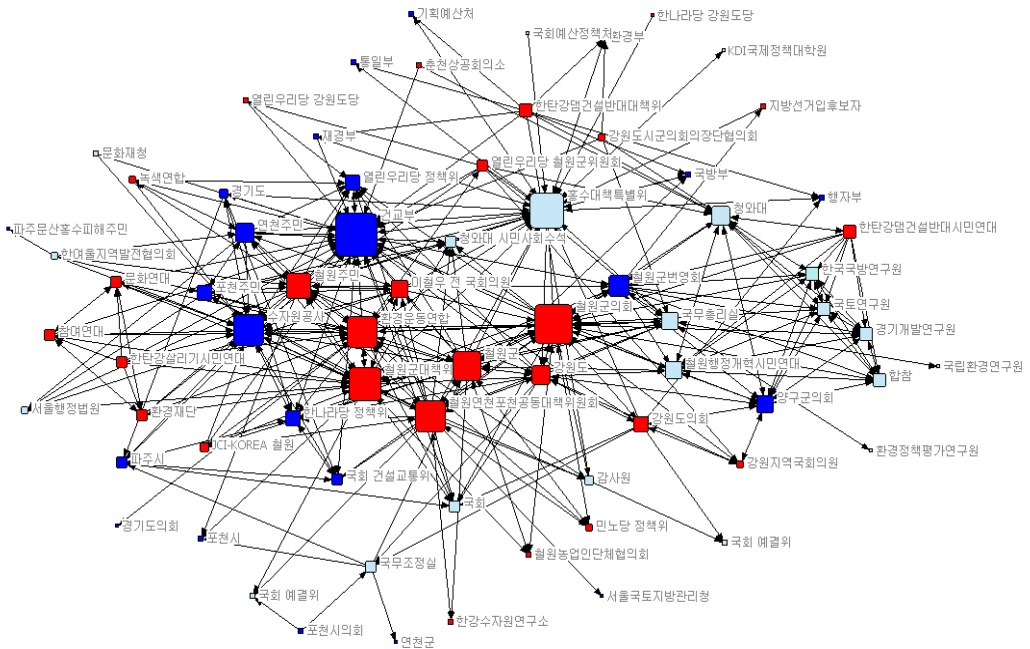 기획예산처
한나라당 강원도당
국회예산정책처
환경부
KDI국제정책대학원
통일부
춘천상공회의소
열린우리당 강원도당
한탄강댐건설반대대책위
지방선거입후보자
재경부
강원도시군의회의장단협의회
문화재청
열린우리당 철원군위원회
녹색연합
열린우리당 정책위
국방부
경기도
홍수대책특별위
행자부
건교부
청와대
파주문산홍수피해주민
연천주민
청와대 시민사회수석
한탄강댐건설반대시민연대
한여울지역발전협의회
문화연대
철원주민
이철우 전 국회의원
철원군번영회
한국국방연구원
포천주민
국토연구원
수자원공사
환경운동연합
철원군의회
국무총리실
경기개발연구원
참여연대
한탄강살리기시민연대
철원군
강원도
철원행정개혁시민연대
국립환경연구원
철원군대책위
합참
서울행정법원
환경재단
한나라당 정책위
철원연천포천공동대책위원회
양구군의회
강원도의회
JCI-KOREA 철원
환경정책평가연구원
파주시
강원지역국회의원
국회 건설교통위
감사원
국회
경기도의회
민노당 정책위
포천시
국회 예결위
철원농업인단체협의회
국무조정실
국회 예결위
서울국토지방관리청
한강수자원연구소
포천시의회
연천군